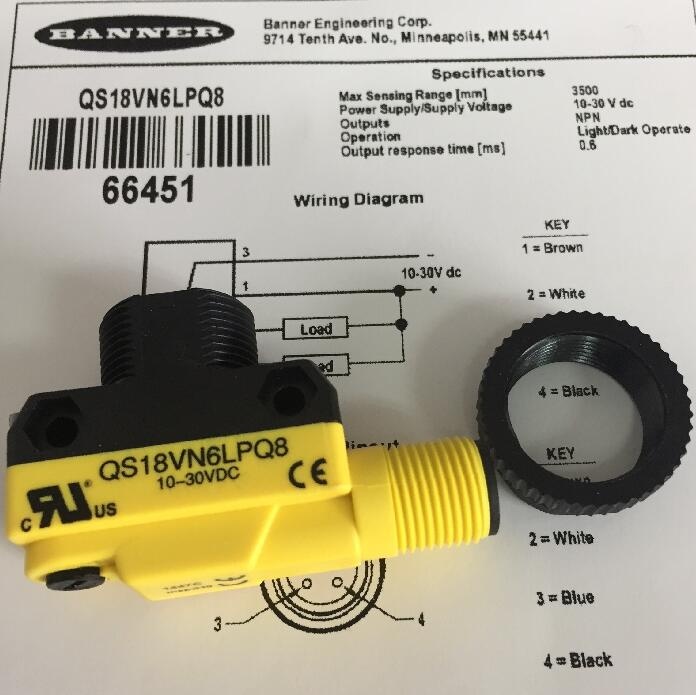 BANNER
Banner Engineering Corp.
9714 Tenth Ave. No., Minneapolis, MN 55441
QS18VN6LPQ8
66451
Specifications
Max Sensing Range [mm] 3500
Power Supply/Supply Voltage 10-30 V dc
Outputs NPN
Operation Light/Dark Operate
Output response time [ms] 0.6
Wiring Diagram
3
–
10-30V dc
1
+
Load
KEY
1 = Brown
2 = White
4 = Black
QS18VN6LPQ8
10–30VDC
C US
CE
KEY
2 = White
3 = Blue
4 = Black
3
4